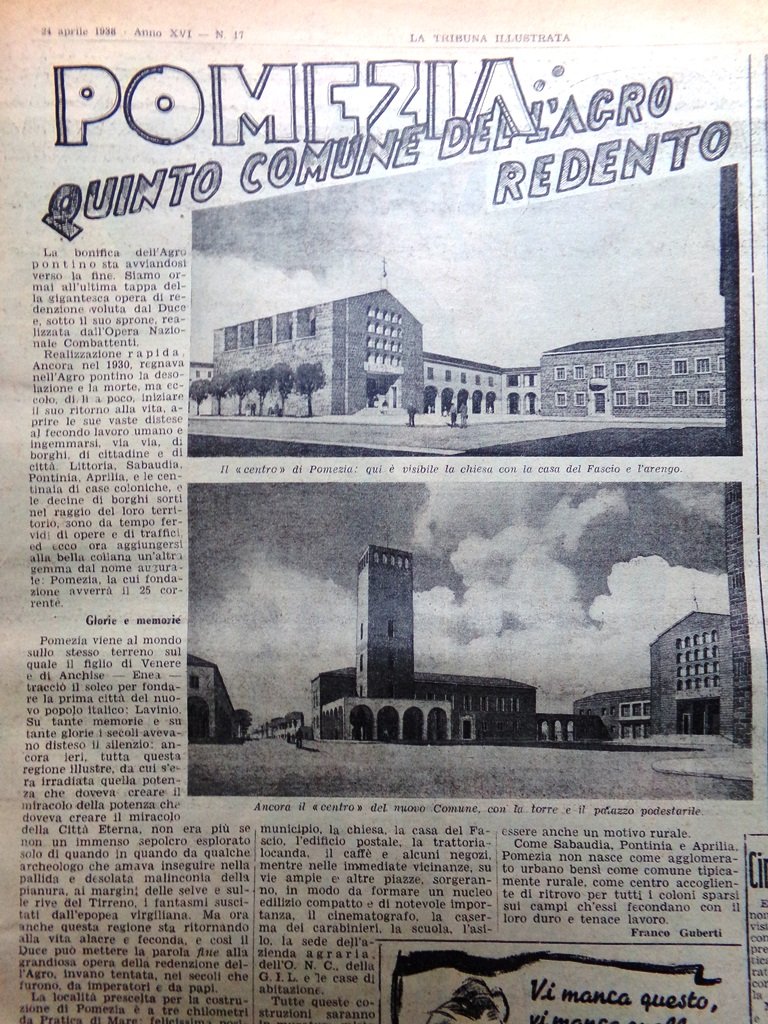 24 aprile 1938 - Anno XVI — N. 17
LA TRIBUNA ILLUSTRATA
POMEZIA
QUINTO COMUNE DELL'AGRO
REDENTO
La bonifica dell'Agro
pontino sta avviandosi
verso la fine. Siamo or-
mai all'ultima tappa del-
la gigantesca opera di re-
denzione voluta dal Duce
e, sotto il suo sprone, rea-
lizzata dall'Opera Nazio-
nale Combattenti.
Realizzazione rapida.
Ancora nel 1930, regnava
nell'Agro pontino la deso-
lazione e la morte, ma ec-
colo, di lì a poco, iniziare
il suo ritorno alla vita, a-
prire le sue vaste distese
al fecondo lavoro umano e
ingemmarsi, via via, di
borghi, di cittadine e di
città. Littoria, Sabaudia,
Pontinia, Aprilia, e le cen-
tinaia di case coloniche, e
le decine di borghi sorti
nel raggio del loro terri-
torio, sono da tempo fer-
vidi di opere e di traffici,
ed ecco ora aggiungersi
alla bella collana un'altra
gemma dal nome augura-
le: Pomezia, la cui fonda-
zione avverrà il 25 cor-
rente.
Glorie e memorie
Pomezia viene al mondo
sullo stesso terreno sul
quale il figlio di Venere
e di Anchise — Enea —
tracciò il solco per fonda-
re la prima città del nuo-
vo popolo italico: Lavinio.
Su tante memorie e su
tante glorie i secoli aveva-
no disteso il silenzio: an-
cora ieri, tutta questa
regione illustre, da cui s'e-
ra irradiata quella poten-
za che doveva creare il
miracolo della potenza che
doveva creare il miracolo
della Città Eterna, non era più se
non un immenso sepolcro esplorato
solo di quando in quando da qualche
archeologo che amava inseguire nella
pallida e desolata malinconia della
pianura, ai margini delle selve e sul-
le rive del Tirreno, i fantasmi susci-
tati dall'epopea virgiliana. Ma ora
anche questa regione sta ritornando
alla vita alacre e feconda, e così il
Duce può mettere la parola fine alla
grandiosa opera della redenzione del-
l'Agro, invano tentata, nei secoli che
furono, da imperatori e da papi.
La località prescelta per la costru-
zione di Pomezia è a tre chilometri
da Pratica di Mare: felicissima posi-
Il «centro» di Pomezia: qui è visibile la chiesa con la casa del Fascio e l'arengo.
Ancora il «centro» del nuovo Comune, con la torre e il palazzo podestarile.
municipio, la chiesa, la casa del Fa-
scio, l'edificio postale, la trattoria-
locanda, il caffè e alcuni negozi,
mentre nelle immediate vicinanze, su
vie ampie e altre piazze, sorgeran-
no, in modo da formare un nucleo
edilizio compatto e di notevole impor-
tanza, il cinematografo, la caser-
ma dei carabinieri, la scuola, l'asi-
lo, la sede dell'a-
zienda agraria,
dell'O. N. C., della
G.I.L. e le case di
abitazione.
Tutte queste co-
struzioni saranno
essere anche un motivo rurale.
Come Sabaudia, Pontinia e Aprilia,
Pomezia non nasce come agglomera-
to urbano bensì come comune tipica-
mente rurale, come centro accoglien-
te di ritrovo per tutti i coloni sparsi
sui campi ch'essi fecondano con il
loro duro e tenace lavoro.
Franco Guberti
Vi manca questo,